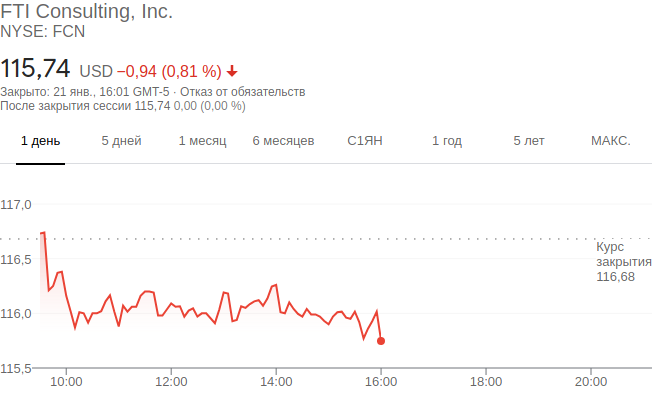 FTI Consulting, Inc.
NYSE: FCN
115,74 USD −0,94 (0,81 %)
Закрыто: 21 янв., 16:01 GMT-5 · Отказ от обязательств
После закрытия сессии 115,74 0,00 (0,00 %)
1 день 5 дней 1 месяц 6 месяцев С1ЯН 1 год 5 лет МАКС.
117,0
Курс
закрытия
116,68
116,5
116,0
115,5
10:00 12:00 14:00 16:00 18:00 20:00